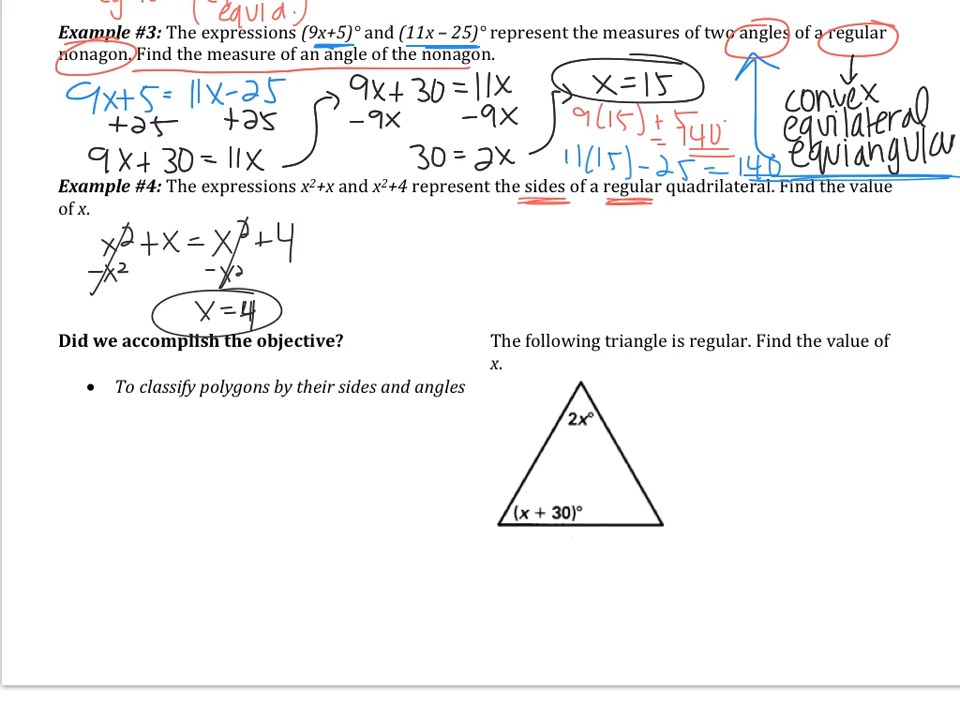 (equia.)
Example #3: The expressions (9x+5)° and (11x – 25)° represent the measures of two angles of a regular
nonagon. Find the measure of an angle of the nonagon.
9x+5 = 11x-25
+25 +25
9x + 30 = 11x
9x + 30 = 11x
-9x -9x
30 = 2x
x = 15
9(15) + 5 = 140°
11(15) - 25 = 140
convex
equilateral
equiangular
Example #4: The expressions x²+x and x²+4 represent the sides of a regular quadrilateral. Find the value
of x.
x² + x = x² + 4
-x² -x²
x = 4
Did we accomplish the objective?
• To classify polygons by their sides and angles
The following triangle is regular. Find the value of
x.
2x°
(x + 30)°